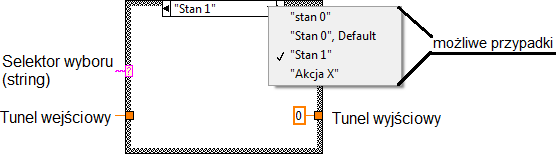 "Stan 1"
"stan 0"
"Stan 0", Default
"Stan 1"
"Akcja X"
możliwe przypadki
Selektor wyboru
(string)
?
Tunel wejściowy
0
Tunel wyjściowy